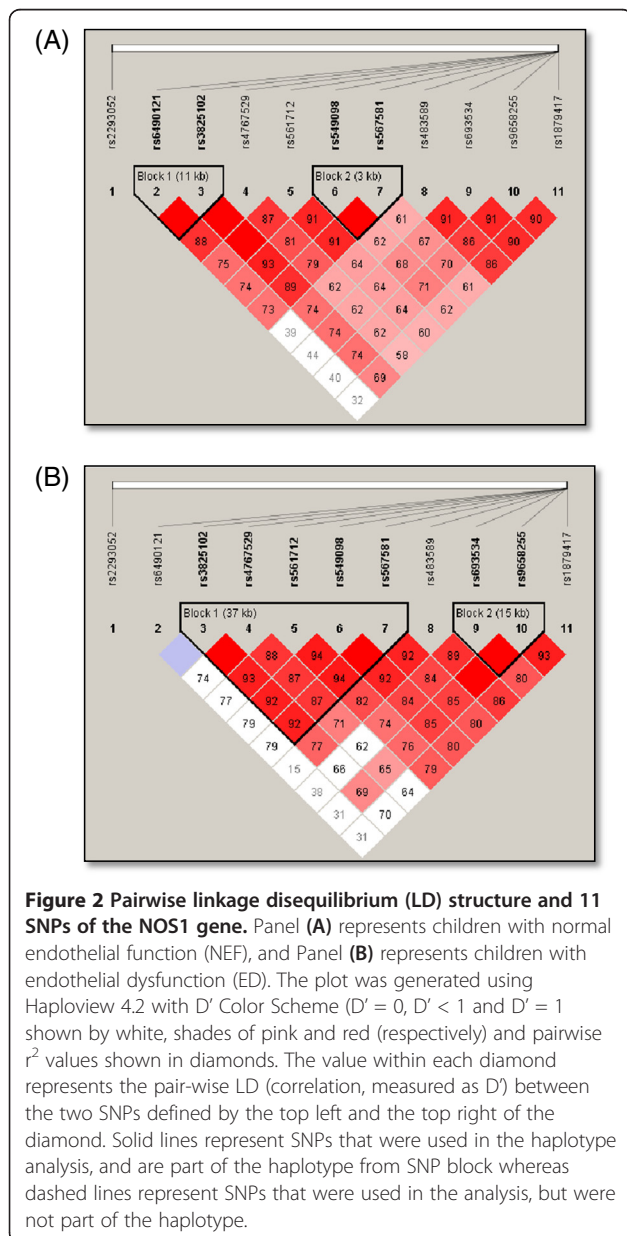 (A)
rs2293052
rs6490121
rs3825102
rs4767529
rs561712
rs549098
rs567581
rs483589
rs693534
rs9658255
rs1879417
Block 1 (11 kb) Block 2 (3 kb)
1 2 3 4 5 6 7 8 9 10 11
87 91 61 91 91 90
88 81 91 62 67 86 90
75 93 79 64 68 70 86
74 89 62 64 71 61
73 74 62 64 62
39 74 62 60
44 74 58
40 69
32
(B)
rs2293052
rs6490121
rs3825102
rs4767529
rs561712
rs549098
rs567581
rs483589
rs693534
rs9658255
rs1879417
Block 1 (37 kb) Block 2 (15 kb)
1 2 3 4 5 6 7 8 9 10 11
88 94 92 89 93
74 93 87 94 92 84 80
77 92 87 82 84 85 86
79 92 71 74 85 80
79 77 62 76 80
15 66 65 79
38 69 64
31 70
31
Figure 2 Pairwise linkage disequilibrium (LD) structure and 11
SNPs of the NOS1 gene. Panel (A) represents children with normal
endothelial function (NEF), and Panel (B) represents children with
endothelial dysfunction (ED). The plot was generated using
Haploview 4.2 with D' Color Scheme (D' = 0, D' < 1 and D' = 1
shown by white, shades of pink and red (respectively) and pairwise
r² values shown in diamonds. The value within each diamond
represents the pair-wise LD (correlation, measured as D') between
the two SNPs defined by the top left and the top right of the
diamond. Solid lines represent SNPs that were used in the haplotype
analysis, and are part of the haplotype from SNP block whereas
dashed lines represent SNPs that were used in the analysis, but were
not part of the haplotype.